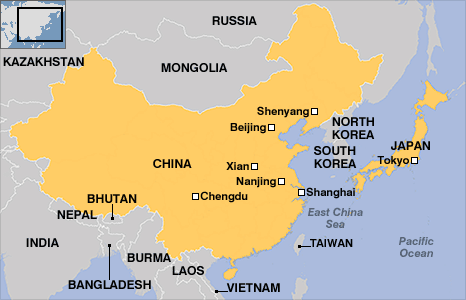 RUSSIA
KAZAKHSTAN
MONGOLIA
Shenyang
Beijing
NORTH
KOREA
JAPAN
SOUTH
KOREA
Tokyo
CHINA
Xian
Nanjing
Shanghai
Chengdu
BHUTAN
NEPAL
East China
Sea
INDIA
TAIWAN
Pacific
Ocean
BURMA
LAOS
BANGLADESH
VIETNAM